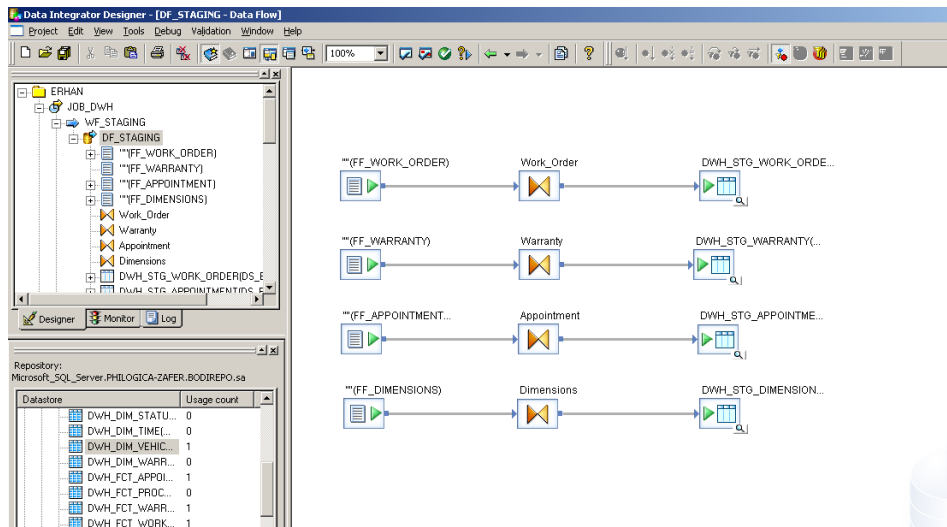 Data Integrator Designer - [DF_STAGING - Data Flow]
Project Edit View Tools Debug Validation Window Help
100%
ERHAN
JOB_DWH
WF_STAGING
DF_STAGING
""(FF_WORK_ORDER)
""(FF_WARRANTY)
""(FF_APPOINTMENT)
""(FF_DIMENSIONS)
Work_Order
Warranty
Appointment
Dimensions
DWH_STG_WORK_ORDER(DS_E
DWH_STG_APPOINTMENT(DS_F
Designer Monitor Log
Repository:
Microsoft_SQL_Server.PHILOGICA-ZAFER.BODIREPO.sa
Datastore Usage count
DWH_DIM_STATU... 0
DWH_DIM_TIME(... 0
DWH_DIM_VEHIC... 1
DWH_DIM_WARR... 0
DWH_FCT_APPOI... 1
DWH_FCT_PROC... 0
DWH_FCT_WARR... 1
DWH_FCT_WORK... 1
""(FF_WORK_ORDER) Work_Order DWH_STG_WORK_ORDE...
""(FF_WARRANTY) Warranty DWH_STG_WARRANTY(...
""(FF_APPOINTMENT... Appointment DWH_STG_APPOINTME...
""(FF_DIMENSIONS) Dimensions DWH_STG_DIMENSION...